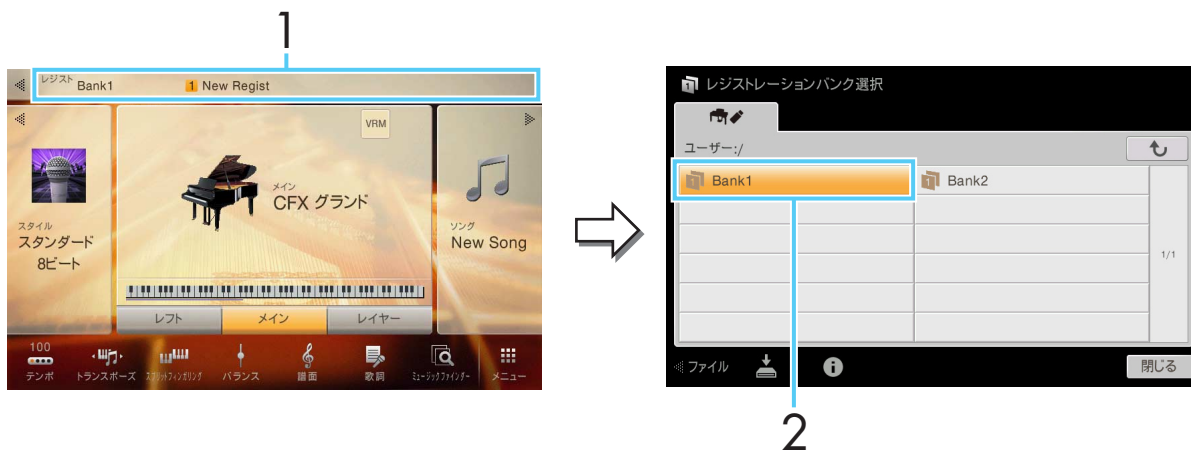 1
レジスト Bank1 1 New Regist
VRM
メイン
CFX グランド
スタイル
スタンダード
8ビート
ソング
New Song
レフト メイン レイヤー
100
テンポ トランスポーズ スプリットフィンガリング バランス 譜面 歌詞 ミュージックファインダー メニュー
1 レジストレーションバンク選択
ユーザー:/
1 Bank1 1 Bank2
1/1
ファイル 閉じる
2